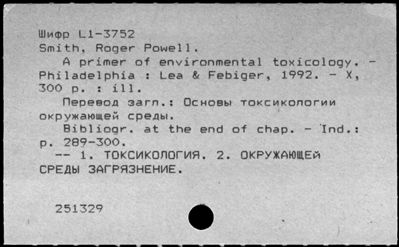 Шифр L1-3752
Smith, Roger Powell.
A primer of environmental toxicology. -
Philadelphia : Lea & Febiger, 1992. - X,
300 p. : ill.
Перевод загл.: Основы токсикологии
окружающей среды.
Bibliogr. at the end of chap. - Ind.:
p. 289-300.
-- 1. ТОКСИКОЛОГИЯ. 2. ОКРУЖАЮЩЕЙ
СРЕДЫ ЗАГРЯЗНЕНИЕ.
251329